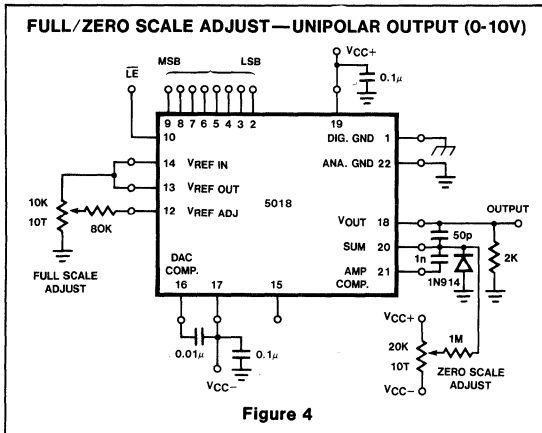 FULL/ZERO SCALE ADJUST—UNIPOLAR OUTPUT (0-10V)
MSB LSB
VCC+
LE
0.1μ
9 8 7 6 5 4 3 2
19
10
DIG. GND 1
14 VREF IN
ANA. GND 22
13 VREF OUT
10K
10T
12 VREF ADJ
80K
5018
VOUT 18
OUTPUT
50p
SUM 20
1n
2K
FULL SCALE
ADJUST
DAC
COMP.
AMP
COMP. 21
1N914
16 17 15
0.01μ
0.1μ
VCC-
VCC+
20K
10T
1M
ZERO SCALE
ADJUST
VCC-
Figure 4